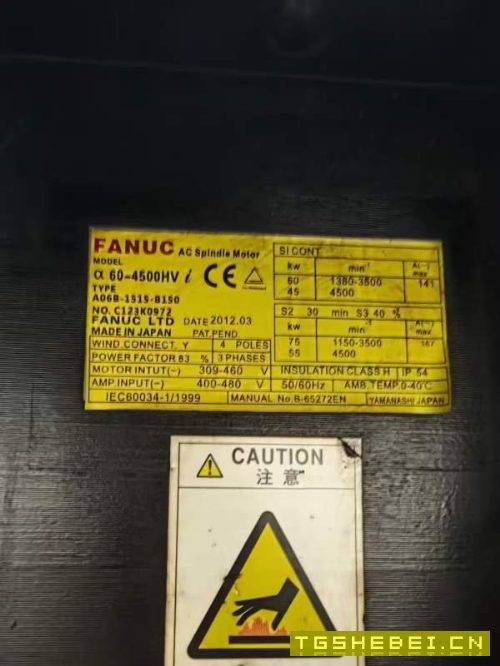 FANUC AC Spindle Motor
MODEL
α 60-4500HV i CE
TYPE
A06B-1515-B150
NO. C123K0972
FANUC LTD DATE 2012.03
MADE IN JAPAN PAT.PEND
WIND.CONNECT. Y 4 POLES
POWER FACTOR 83 % 3 PHASES
MOTOR INTUT (~) 309-460 V
AMP.INPUT(~) 400-480 V
IEC60034-1/1999
SI CONT
kw min⁻¹ A(~)
60 1380-3500 141
45 4500
S2 30 min S3 40 %
kw min⁻¹ A(~)
75 1150-3500 167
55 4500
INSULATION CLASS H IP 54
50/60Hz AMB.TEMP.0-40℃
MANUAL No.B-65272EN YAMANASHI JAPAN
CAUTION
注意
TGSHEBEI.CN